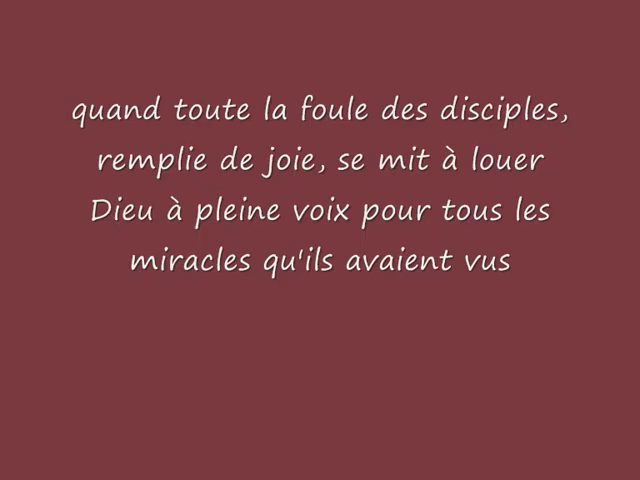 quand toute la foule des disciples,
remplie de joie, se mit à louer
Dieu à pleine voix pour tous les
miracles qu'ils avaient vus